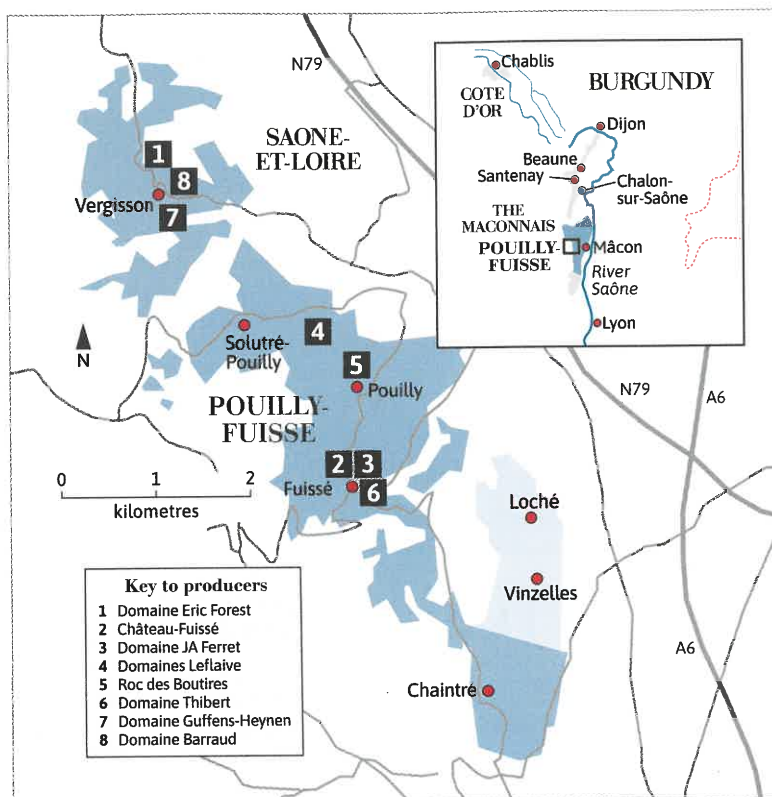 N79
Chablis
BURGUNDY
COTE
D'OR
Dijon
Beaune
Santenay
Chalon-
sur-Saône
THE
MACONNAIS
POUILLY-
FUISSE
Mâcon
River
Saône
Lyon
SAONE-
ET-LOIRE
1
8
Vergisson
7
N
Solutré-
Pouilly
4
5
Pouilly
N79
A6
POUILLY-
FUISSE
0 2
kilometres
2 3
Fuissé
6
Loché
Vinzelles
A6
Chaintré
Key to producers
1 Domaine Eric Forest
2 Château-Fuissé
3 Domaine JA Ferret
4 Domaines Leflaive
5 Roc des Boutires
6 Domaine Thibert
7 Domaine Guffens-Heynen
8 Domaine Barraud